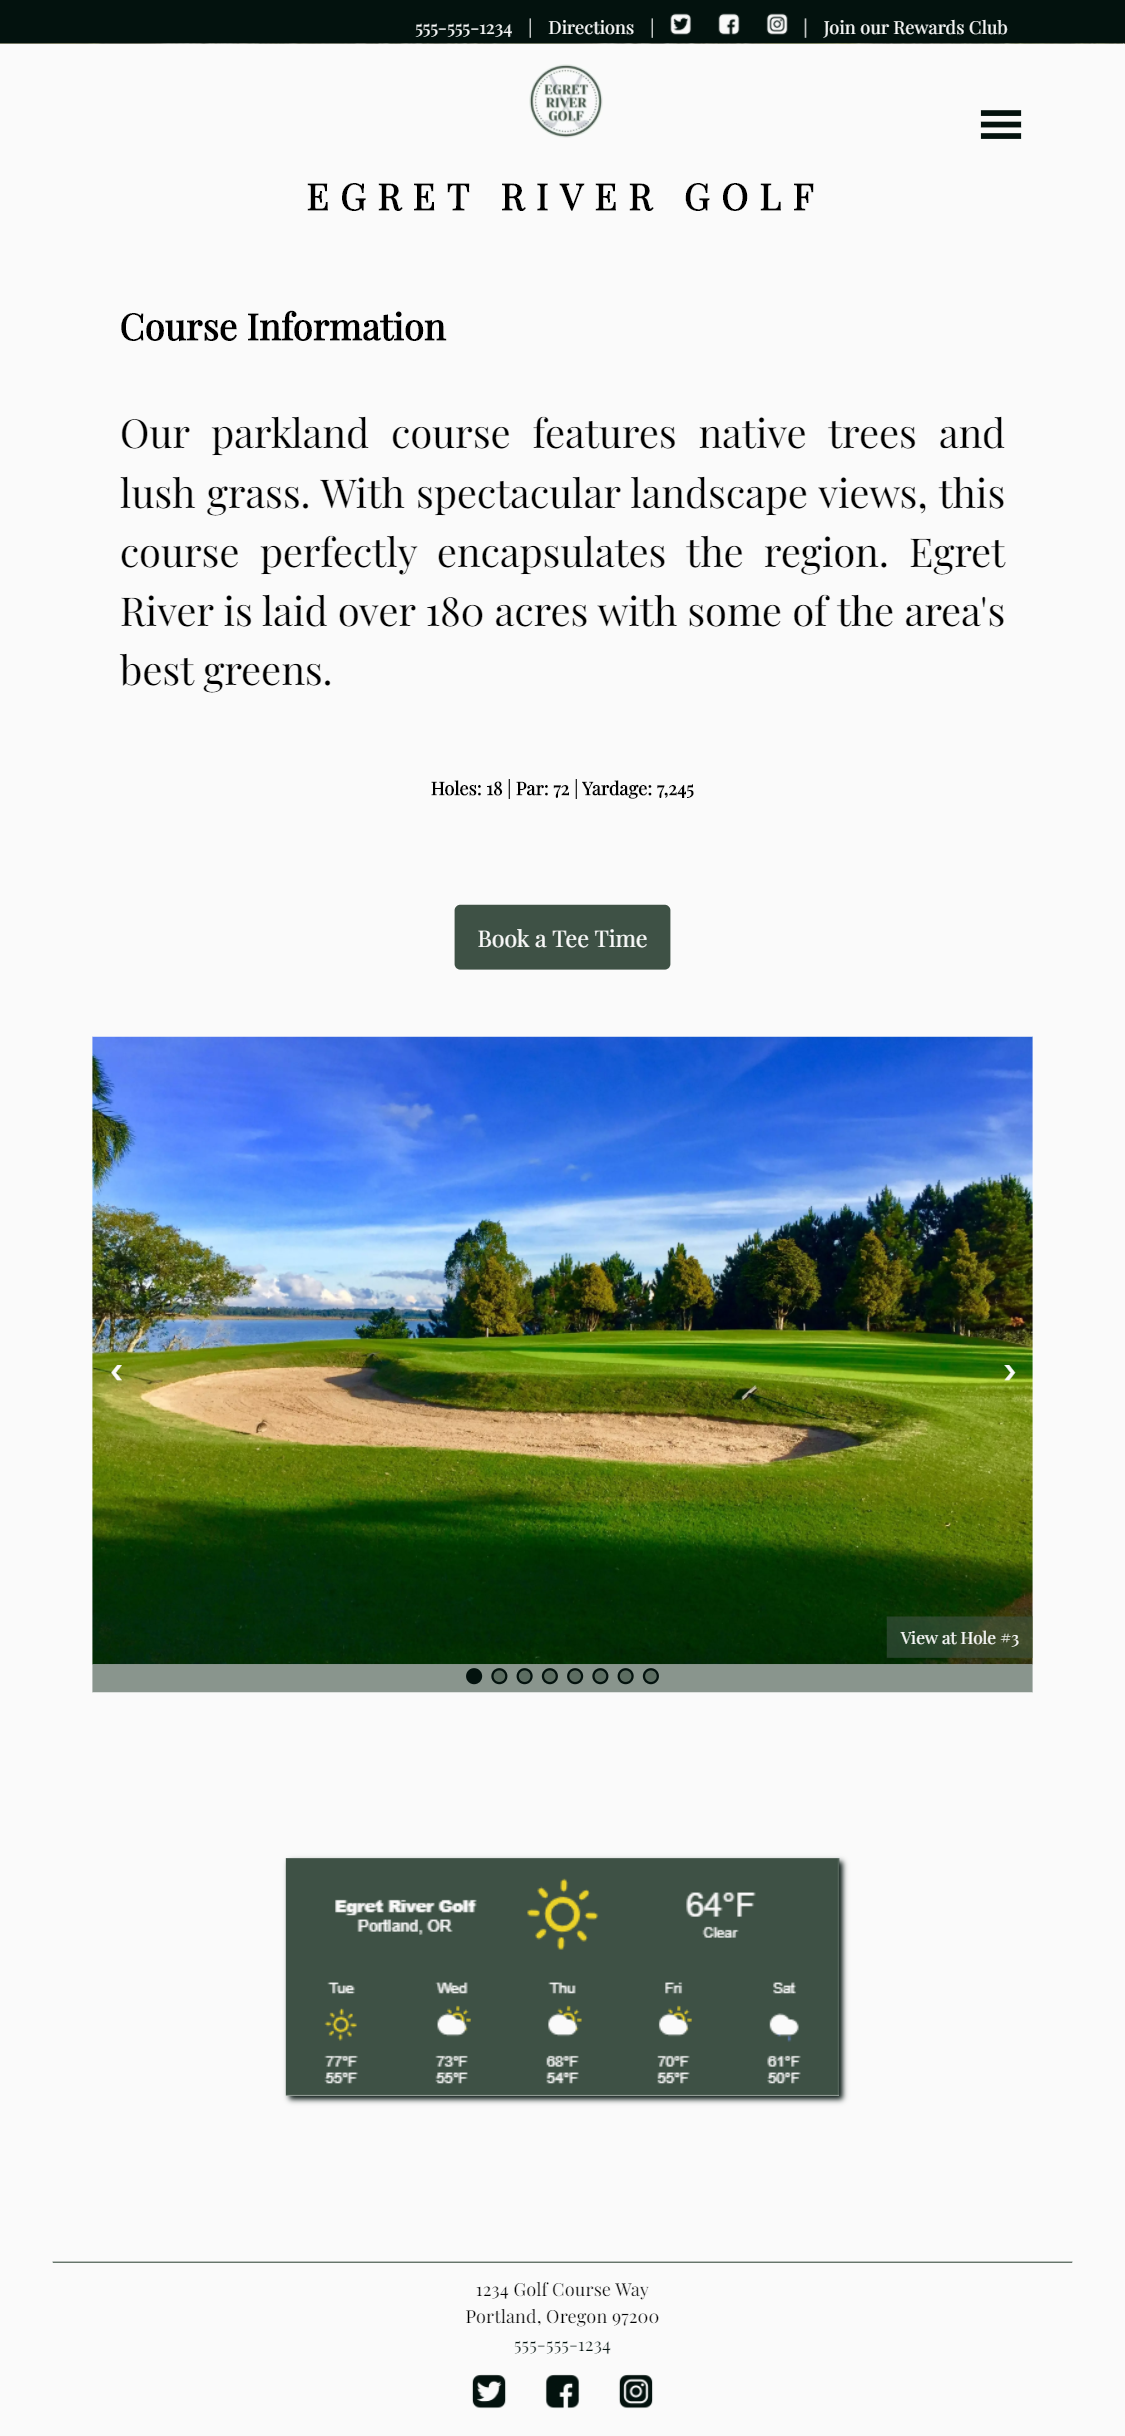 555-555-1234 | Directions | | Join our Rewards Club
EGRET
RIVER
GOLF
EGRET RIVER GOLF
Course Information
Our parkland course features native trees and
lush grass. With spectacular landscape views, this
course perfectly encapsulates the region. Egret
River is laid over 180 acres with some of the area's
best greens.
Holes: 18 | Par: 72 | Yardage: 7,245
Book a Tee Time
‹ ›
View at Hole #3
Egret River Golf
Portland, OR
64°F
Clear
Tue Wed Thu Fri Sat
77°F 73°F 68°F 70°F 61°F
55°F 55°F 54°F 55°F 50°F
1234 Golf Course Way
Portland, Oregon 97200
555-555-1234